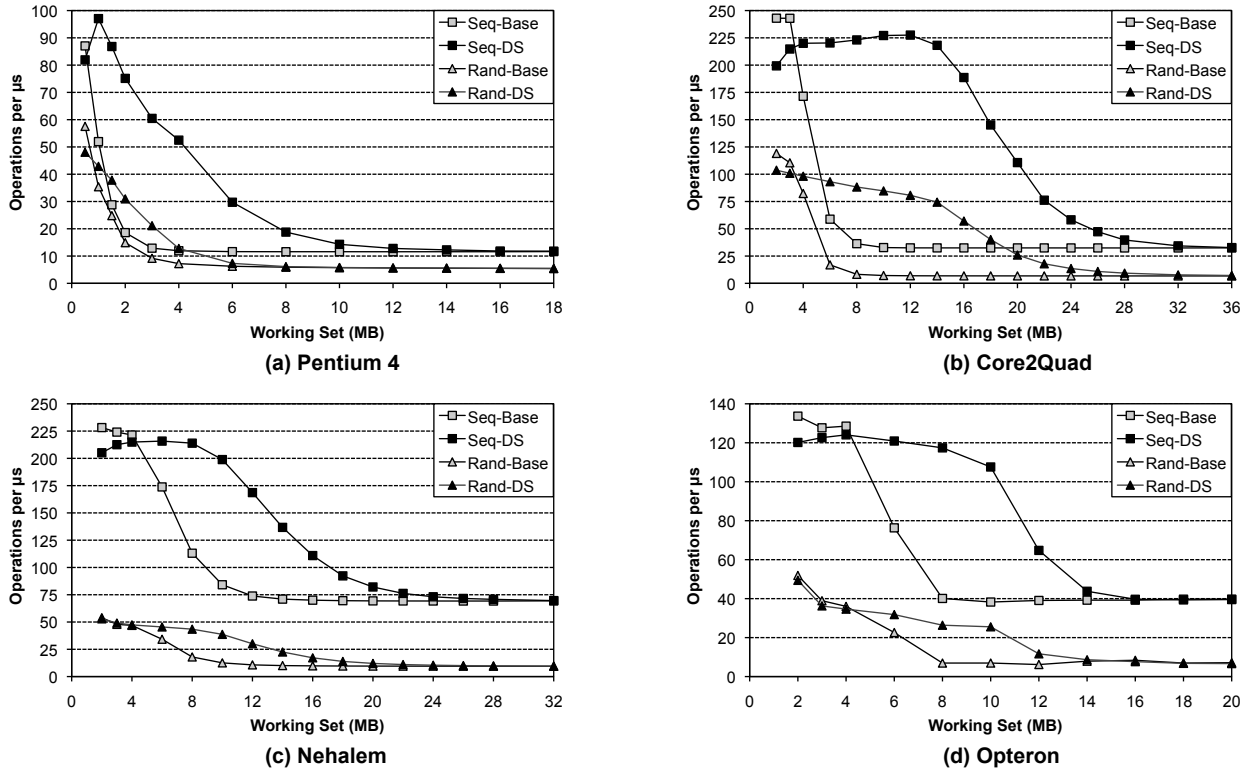 100
90
80
70
60
50
40
30
20
10
0
Operations per µs
Seq-Base
Seq-DS
Rand-Base
Rand-DS
0 2 4 6 8 10 12 14 16 18
Working Set (MB)
(a) Pentium 4
250
225
200
175
150
125
100
75
50
25
0
Operations per µs
Seq-Base
Seq-DS
Rand-Base
Rand-DS
0 4 8 12 16 20 24 28 32 36
Working Set (MB)
(b) Core2Quad
250
225
200
175
150
125
100
75
50
25
0
Operations per µs
Seq-Base
Seq-DS
Rand-Base
Rand-DS
0 4 8 12 16 20 24 28 32
Working Set (MB)
(c) Nehalem
140
120
100
80
60
40
20
0
Operations per µs
Seq-Base
Seq-DS
Rand-Base
Rand-DS
0 2 4 6 8 10 12 14 16 18 20
Working Set (MB)
(d) Opteron